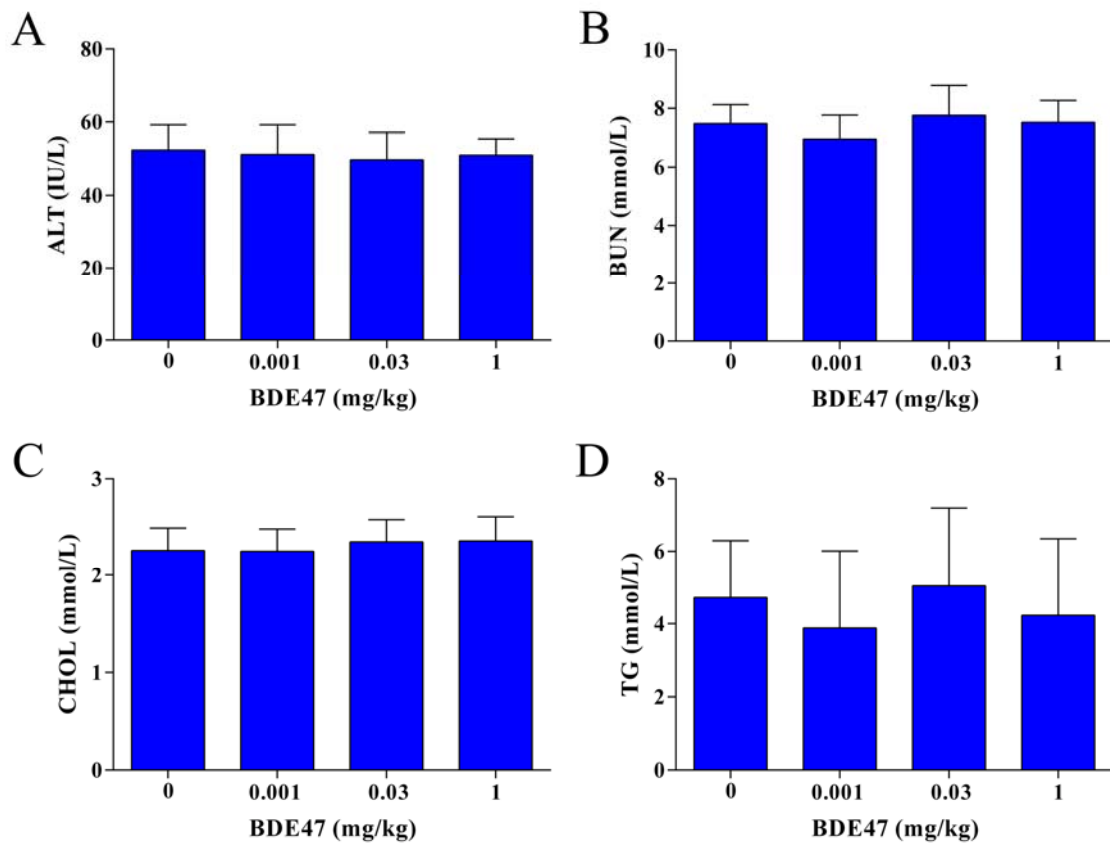 A
ALT (IU/L)
80
60
40
20
0
0 0.001 0.03 1
BDE47 (mg/kg)
B
BUN (mmol/L)
10
8
6
4
2
0
0 0.001 0.03 1
BDE47 (mg/kg)
C
CHOL (mmol/L)
3
2
1
0
0 0.001 0.03 1
BDE47 (mg/kg)
D
TG (mmol/L)
8
6
4
2
0
0 0.001 0.03 1
BDE47 (mg/kg)